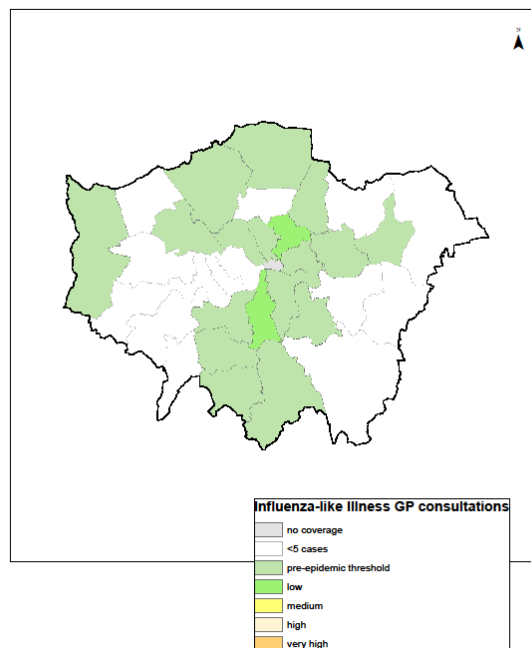 Influenza-like Illness GP consultations
no coverage
<5 cases
pre-epidemic threshold
low
medium
high
very high